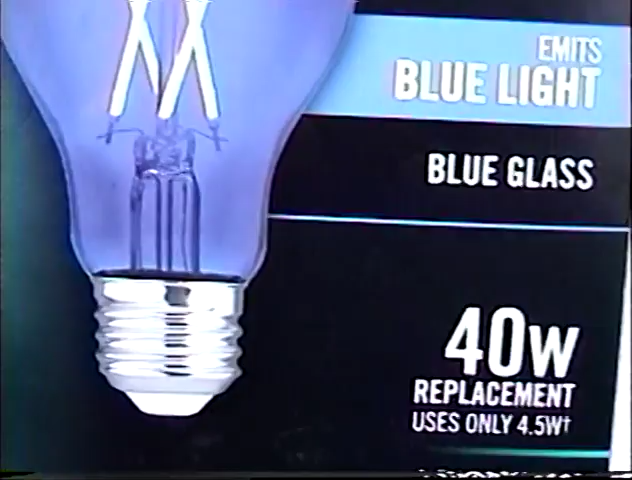 EMITS
BLUE LIGHT
BLUE GLASS
40W
REPLACEMENT
USES ONLY 4.5W†